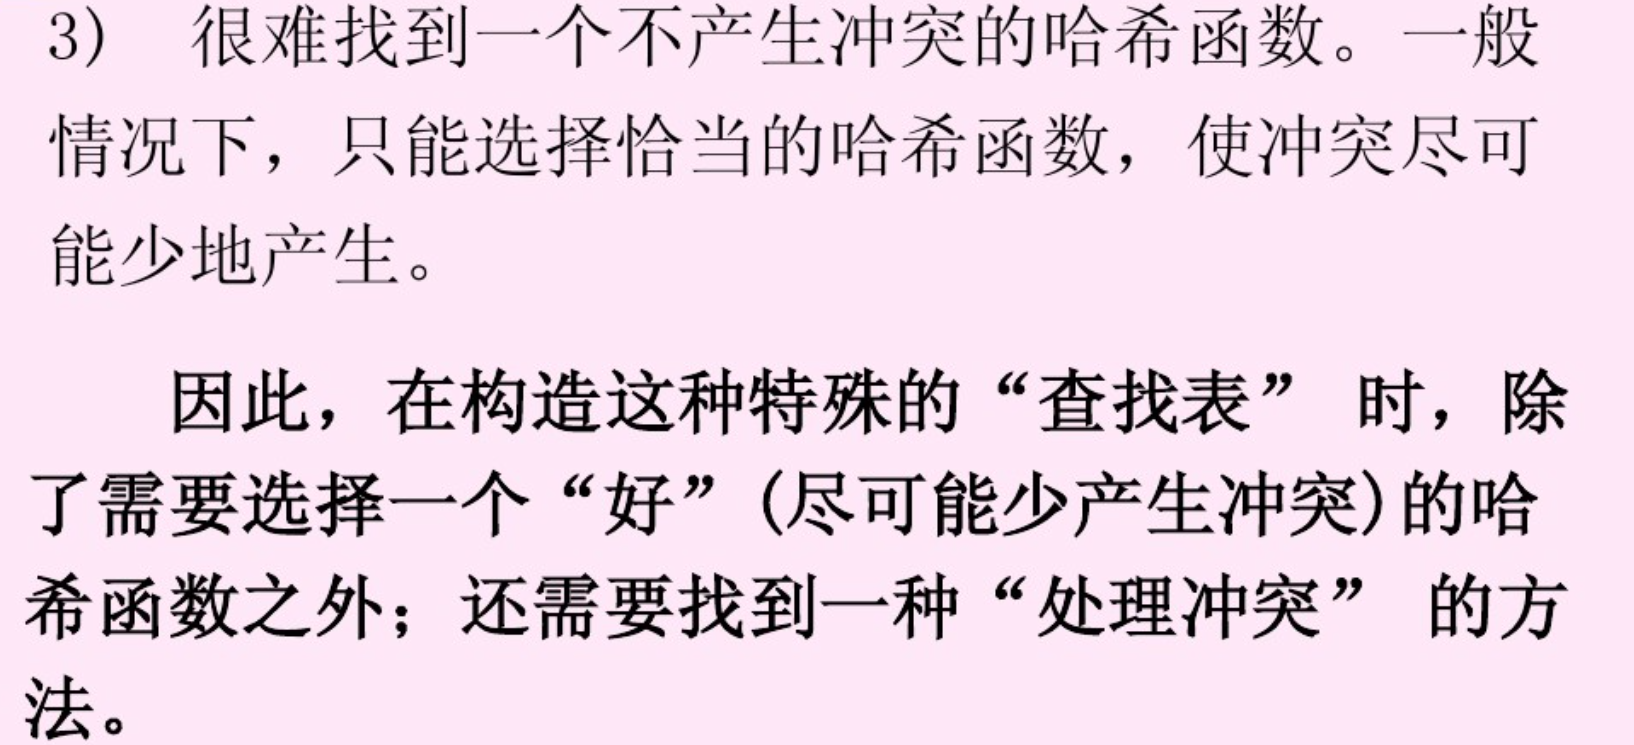 3) 很难找到一个不产生冲突的哈希函数。一般
情况下，只能选择恰当的哈希函数，使冲突尽可
能少地产生。
因此，在构造这种特殊的“查找表” 时，除
了需要选择一个“好”(尽可能少产生冲突)的哈
希函数之外；还需要找到一种“处理冲突” 的方
法。